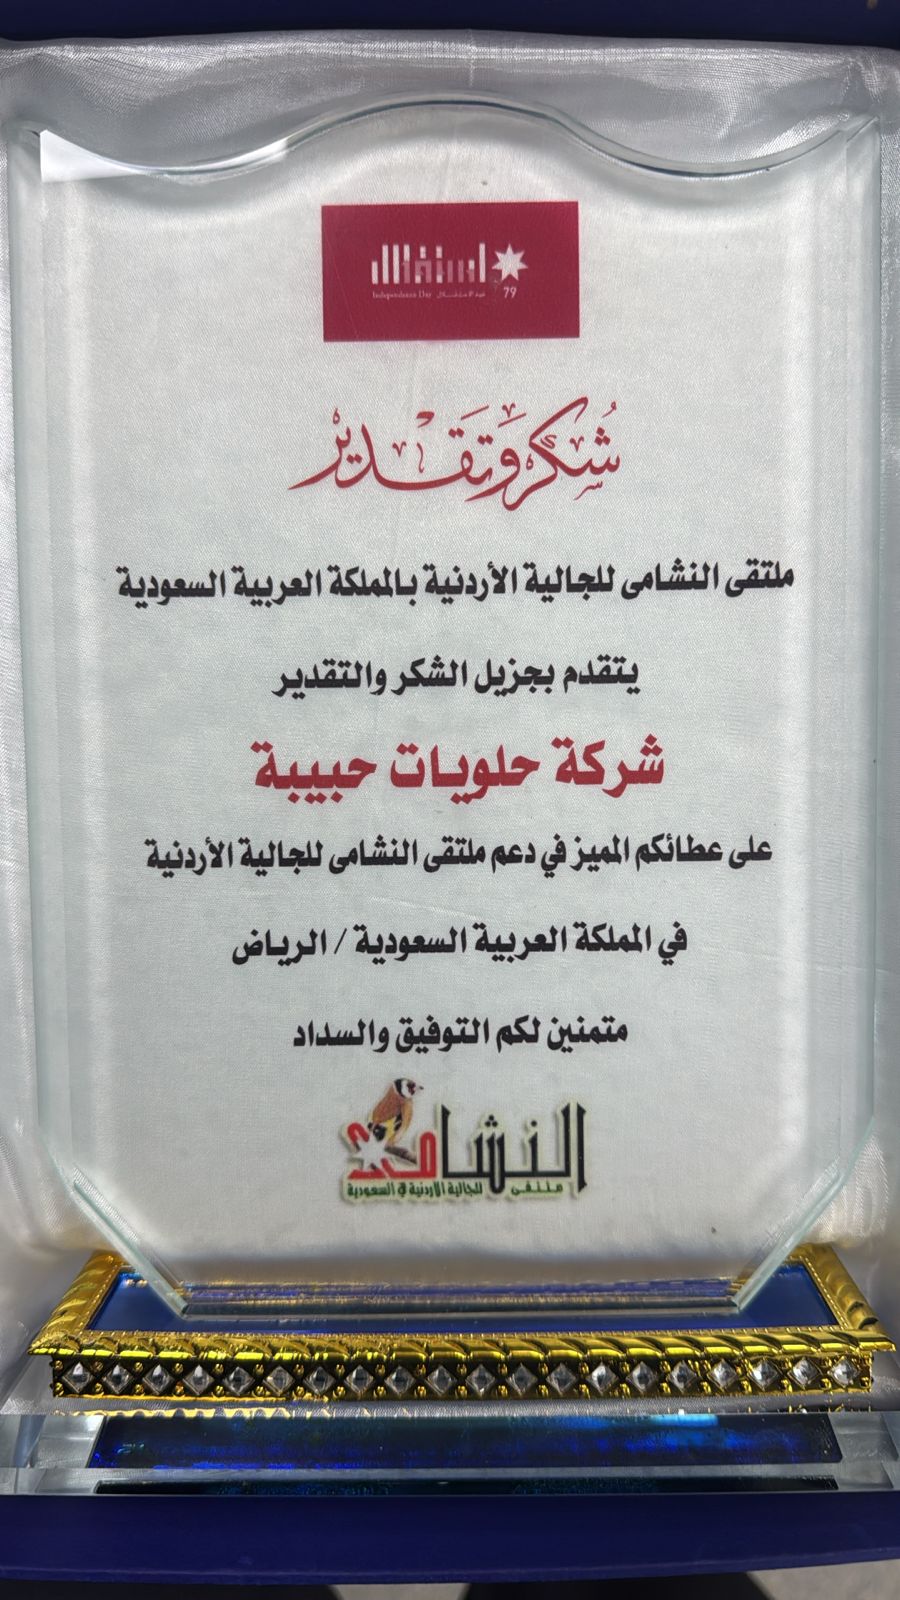 استقلال
Independence Day عيد الاستقلال 79
شكر وتقدير
ملتقى النشامى للجالية الأردنية بالمملكة العربية السعودية
يتقدم بجزيل الشكر والتقدير
شركة حلويات حبيبة
على عطائكم المميز في دعم ملتقى النشامى للجالية الأردنية
في المملكة العربية السعودية / الرياض
متمنين لكم التوفيق والسداد
النشامى
ملتقى للجالية الأردنية في السعودية